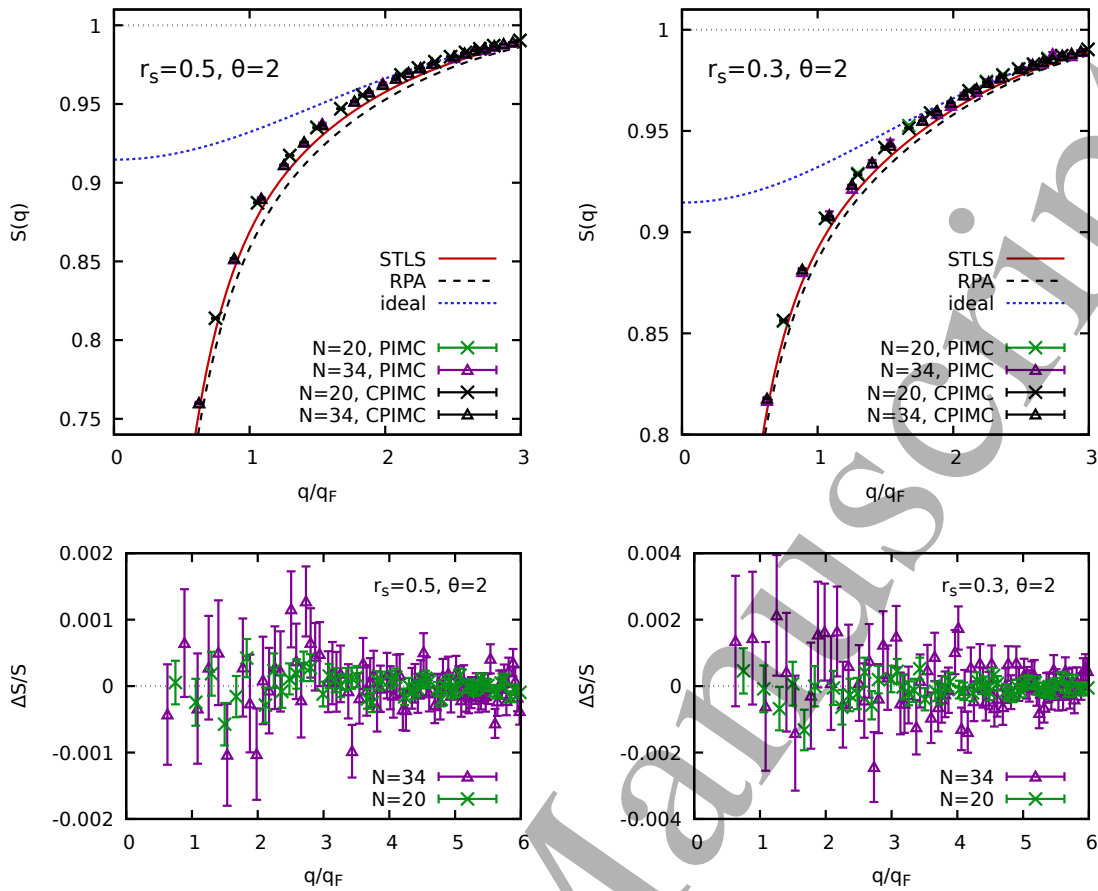 1
r_s=0.5, θ=2
0.95
0.9
S(q)
0.85
STLS
RPA
ideal
0.8
N=20, PIMC
N=34, PIMC
N=20, CPIMC
N=34, CPIMC
0.75
0 1 2 3
q/q_F
1
r_s=0.3, θ=2
0.95
S(q)
0.9
STLS
RPA
ideal
0.85
N=20, PIMC
N=34, PIMC
N=20, CPIMC
N=34, CPIMC
0.8
0 1 2 3
q/q_F
0.002
r_s=0.5, θ=2
0.001
ΔS/S
0
-0.001
N=34
N=20
-0.002
0 1 2 3 4 5 6
q/q_F
0.004
r_s=0.3, θ=2
0.002
ΔS/S
0
-0.002
N=34
N=20
-0.004
0 1 2 3 4 5 6
q/q_F